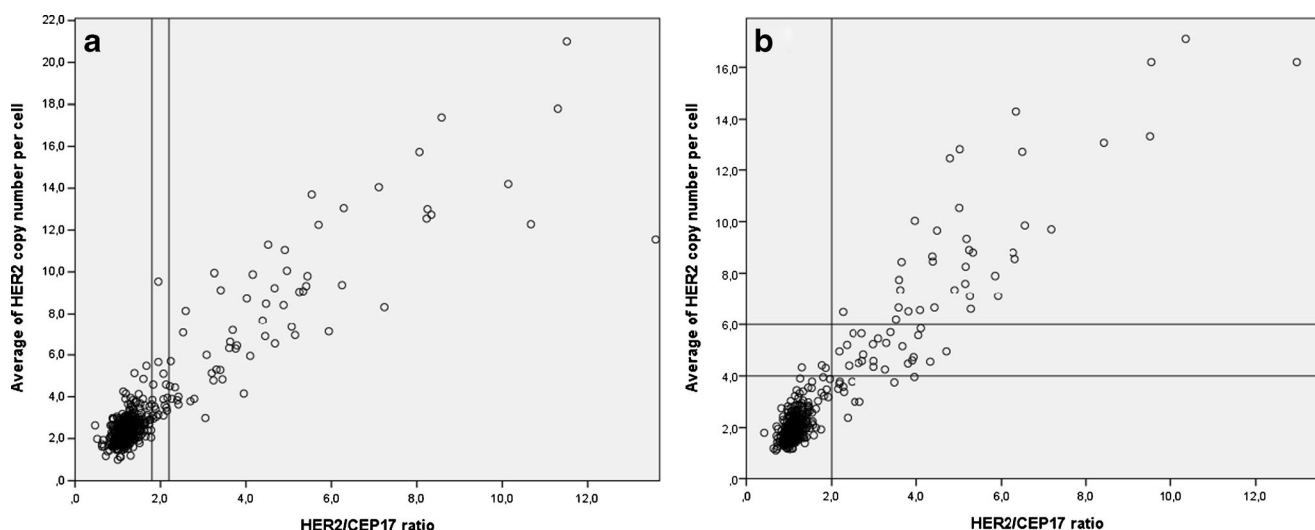 a
Average of HER2 copy number per cell
22,0
20,0
18,0
16,0
14,0
12,0
10,0
8,0
6,0
4,0
2,0
,0
,0 2,0 4,0 6,0 8,0 10,0 12,0
HER2/CEP17 ratio
b
Average of HER2 copy number per cell
16,0
14,0
12,0
10,0
8,0
6,0
4,0
2,0
,0
,0 2,0 4,0 6,0 8,0 10,0 12,0
HER2/CEP17 ratio